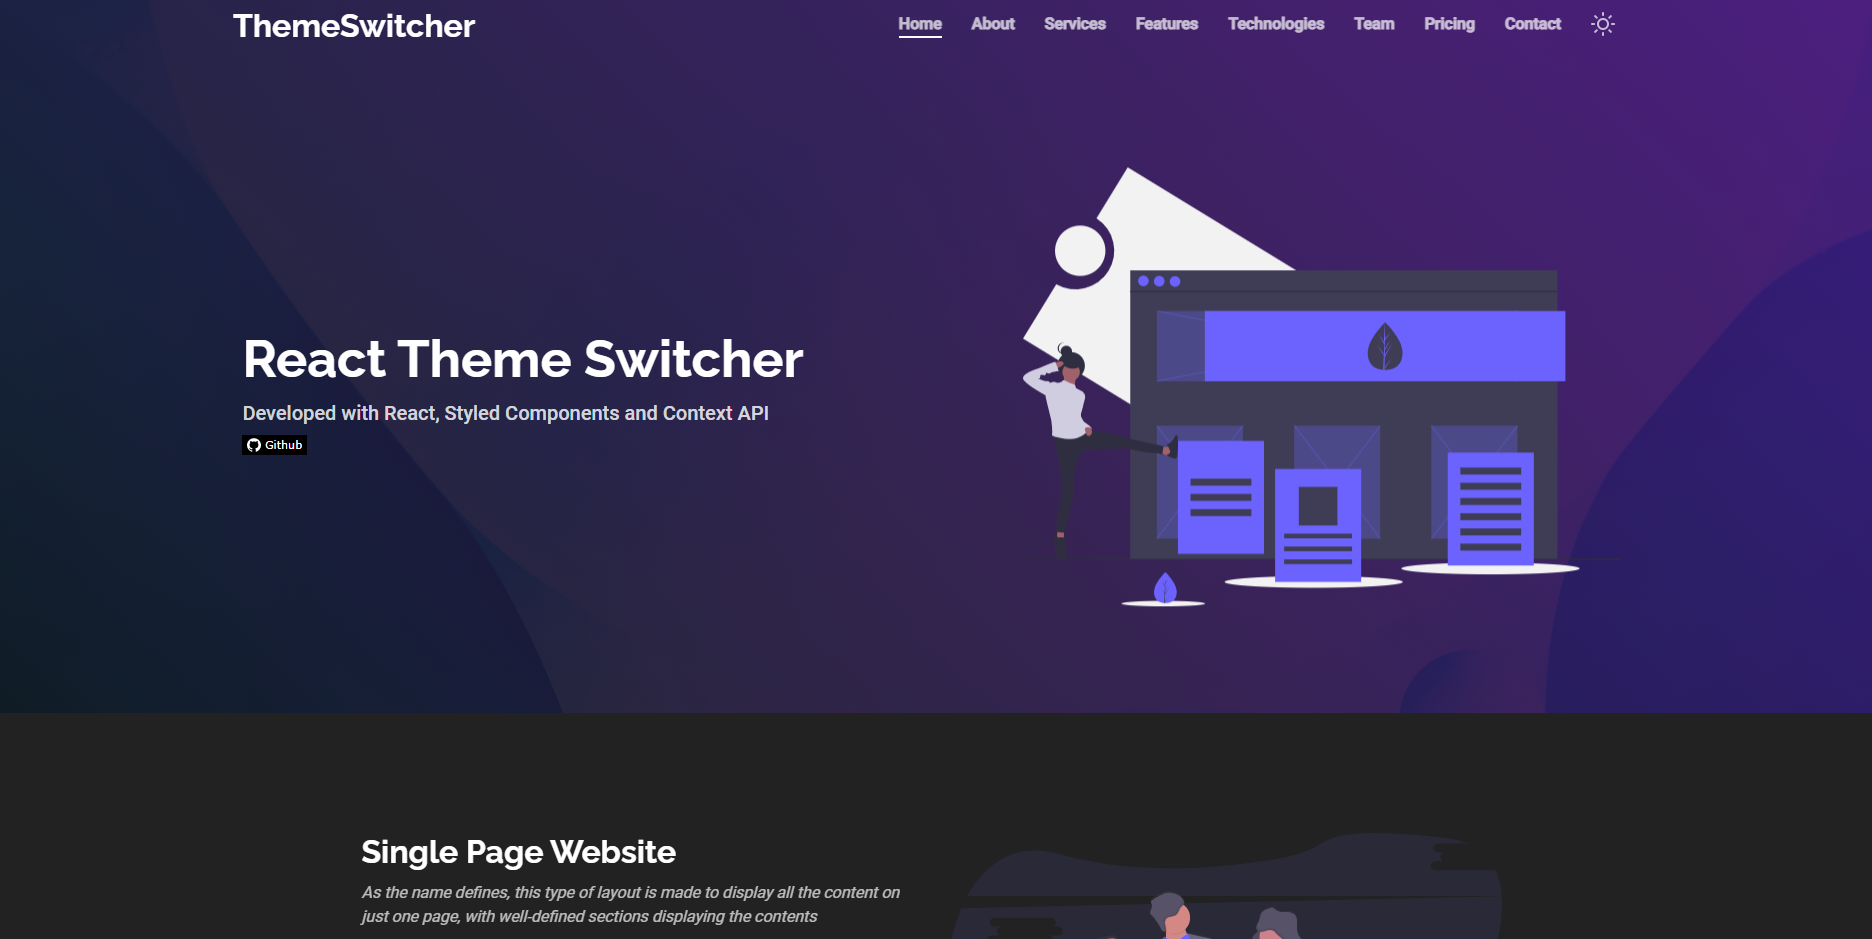 ThemeSwitcher
Home About Services Features Technologies Team Pricing Contact
React Theme Switcher
Developed with React, Styled Components and Context API
Github
Single Page Website
As the name defines, this type of layout is made to display all the content on
just one page, with well-defined sections displaying the contents